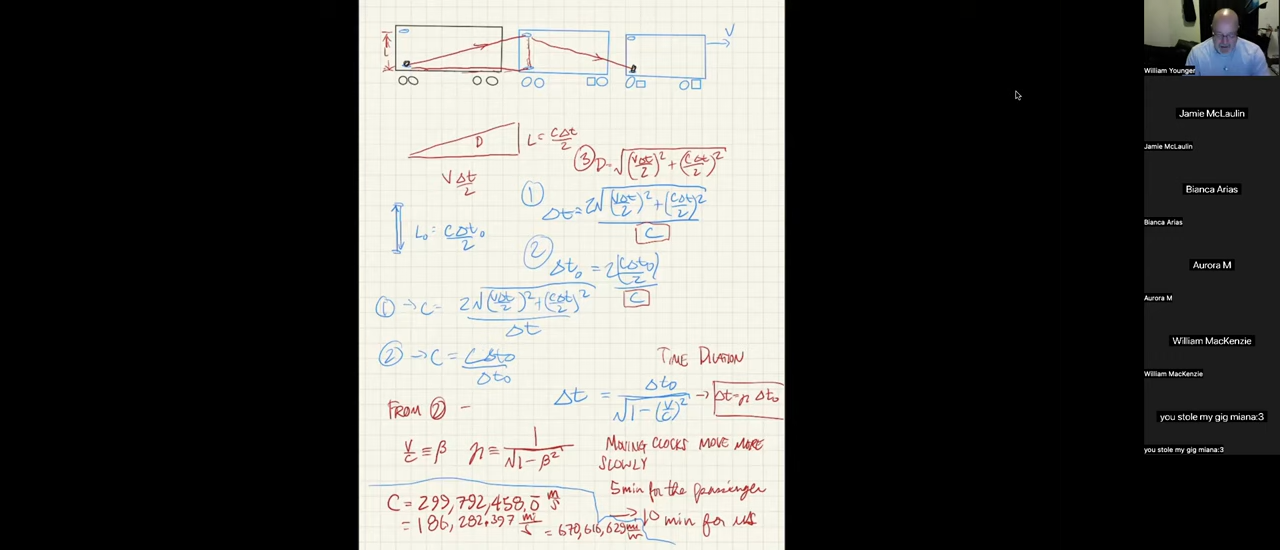 V
L
D
L = CΔt/2
VΔt/2
③ D = √((VΔt/2)² + (CΔt/2)²)
①
Δt = 2√((VΔt/2)² + (CΔt/2)²) / C
L₀ = CΔt₀/2
②
Δt₀ = 2(CΔt₀/2) / C
① → C = 2√((VΔt/2)² + (CΔt/2)²) / Δt
② → C = CΔt₀/Δt₀
TIME DILATION
Δt = Δt₀/√(1 - (V/C)²) → Δt = γ Δt₀
FROM ② -
V/C ≡ β γ ≡ 1/√(1 - β²)
MOVING CLOCKS MOVE MORE
SLOWLY
5 min for the passenger
→ 10 min for us
C = 299,792,458.0̅ m/s
= 186,282.397 mi/s = 670,616,629 mi/hr
William Younger
Jamie McLaulin
Jamie McLaulin
Bianca Arias
Bianca Arias
Aurora M
Aurora M
William MacKenzie
William MacKenzie
you stole my gig miana:3
you stole my gig miana:3